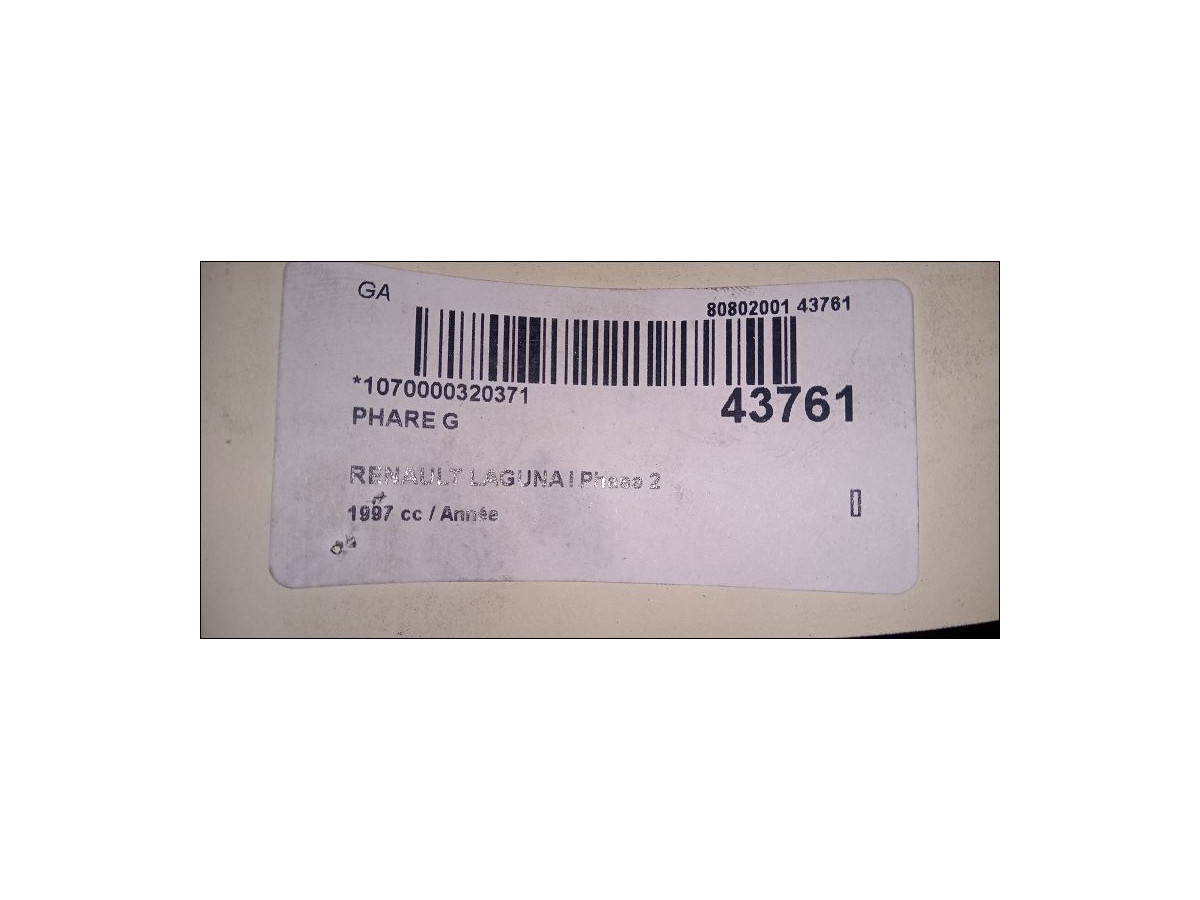 GA
80802001 43761
*1070000320371
43761
PHARE G
RENAULT LAGUNA I Phase 2
1997 cc / Année